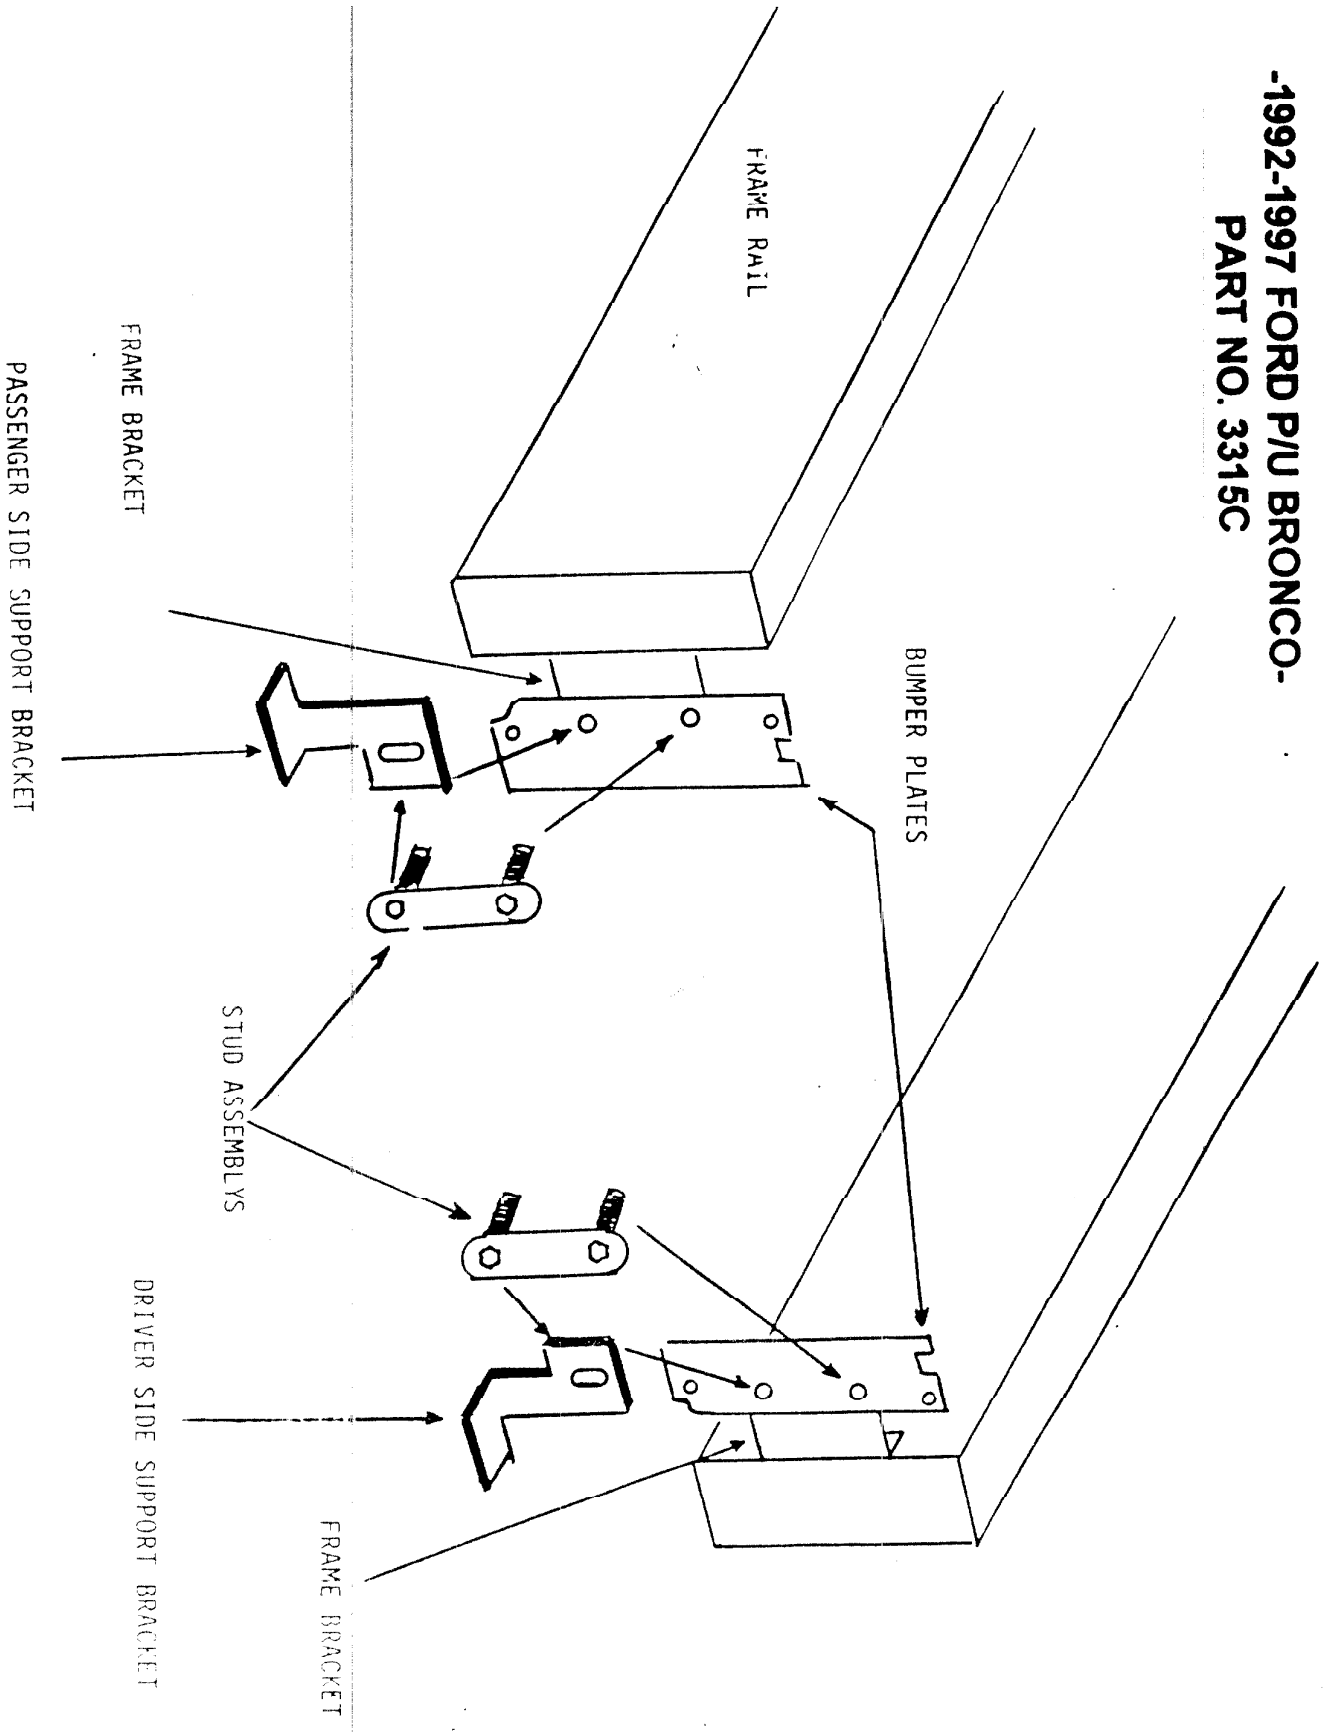 -1992-1997 FORD P/U BRONCO-
PART NO. 3315C
FRAME RAIL
BUMPER PLATES
FRAME BRACKET
PASSENGER SIDE SUPPORT BRACKET
STUD ASSEMBLYS
DRIVER SIDE SUPPORT BRACKET
FRAME BRACKET